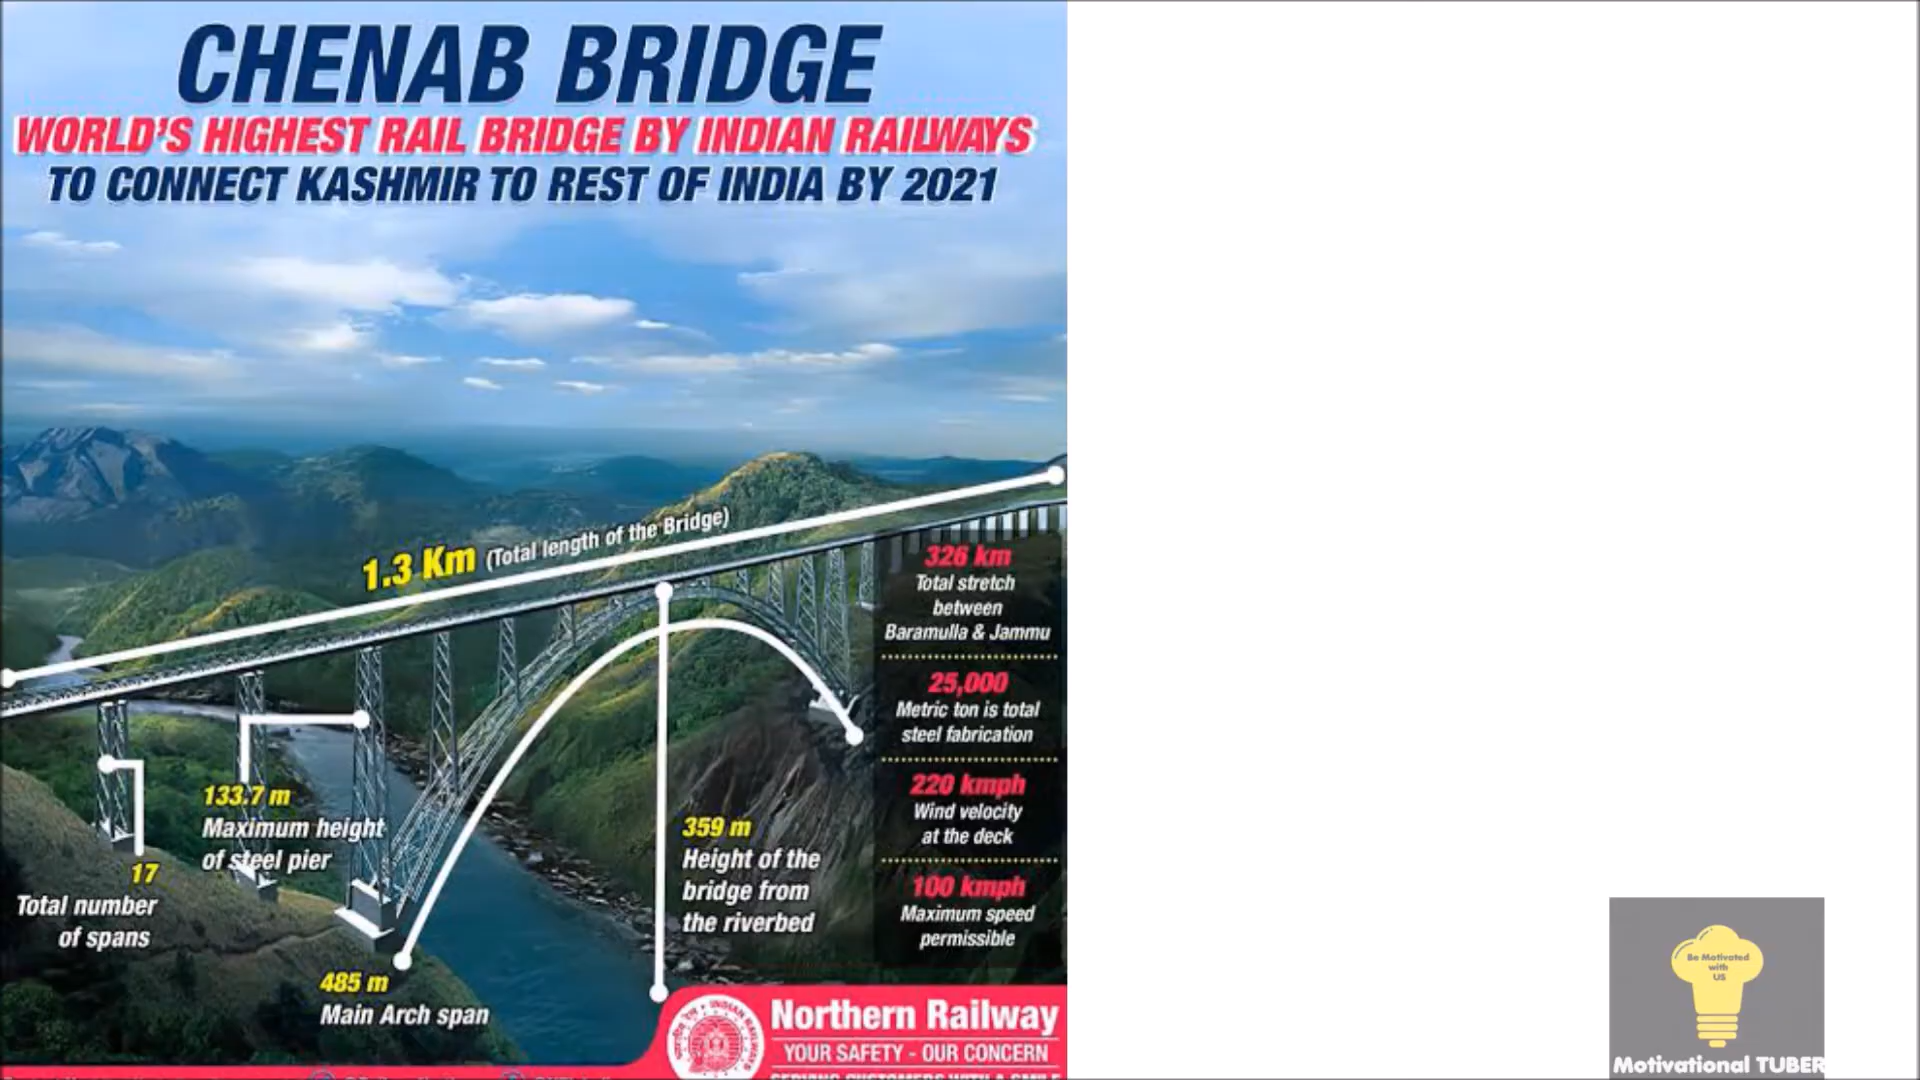 CHENAB BRIDGE
WORLD'S HIGHEST RAIL BRIDGE BY INDIAN RAILWAYS
TO CONNECT KASHMIR TO REST OF INDIA BY 2021
1.3 Km (Total length of the Bridge)
326 km
Total stretch
between
Baramulla & Jammu
25,000
Metric ton is total
steel fabrication
220 kmph
Wind velocity
at the deck
100 kmph
Maximum speed
permissible
133.7 m
Maximum height
of steel pier
17
Total number
of spans
359 m
Height of the
bridge from
the riverbed
485 m
Main Arch span
Northern Railway
YOUR SAFETY - OUR CONCERN
SERVING CUSTOMERS WITH A SMILE
Be Motivated
with
US
Motivational TUBER